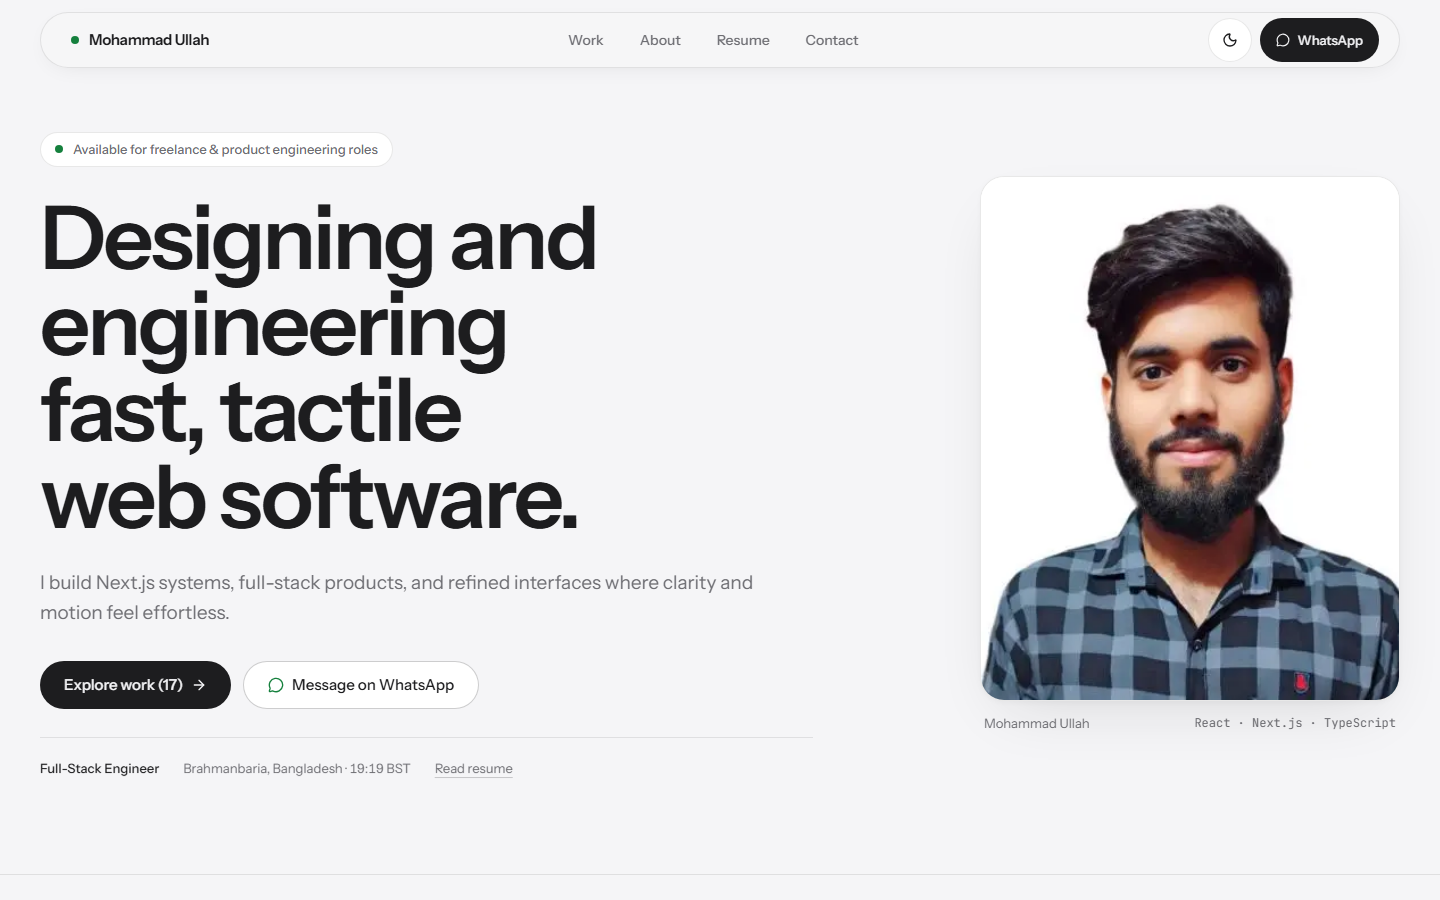 Mohammad Ullah
Work
About
Resume
Contact
WhatsApp
Available for freelance & product engineering roles
Designing and
engineering
fast, tactile
web software.
I build Next.js systems, full-stack products, and refined interfaces where clarity and
motion feel effortless.
Explore work (17)
Message on WhatsApp
Full-Stack Engineer
Brahmanbaria, Bangladesh · 19:19 BST
Read resume
Mohammad Ullah
React · Next.js · TypeScript